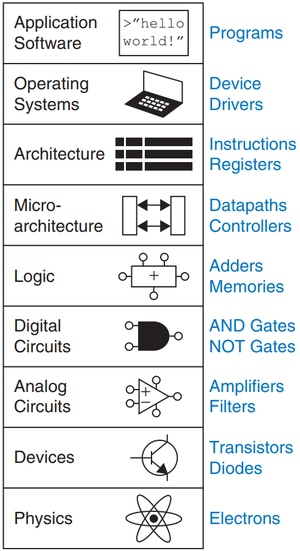 Application
Software
>"hello
world!"
Programs
Operating
Systems
Device
Drivers
Architecture
Instructions
Registers
Micro-
architecture
Datapaths
Controllers
Logic
+
Adders
Memories
Digital
Circuits
AND Gates
NOT Gates
Analog
Circuits
+
−
Amplifiers
Filters
Devices
Transistors
Diodes
Physics
Electrons